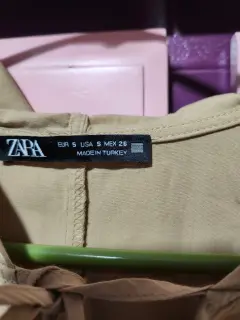 ZARA
EUR S USA S MEX 26
MADE IN TURKEY